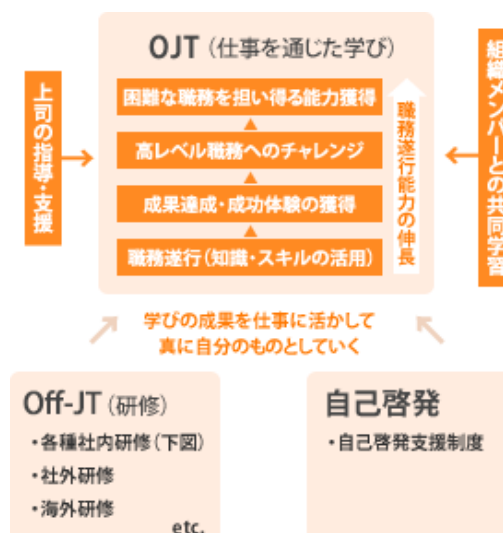 OJT（仕事を通じた学び）
上司の指導・支援
困難な職務を担い得る能力獲得
高レベル職務へのチャレンジ
成果達成・成功体験の獲得
職務遂行（知識・スキルの活用）
職務遂行能力の伸長
組織メンバーとの共同学習
学びの成果を仕事に活かして
真に自分のものとしていく
Off-JT（研修）
・各種社内研修（下図）
・社外研修
・海外研修
etc.
自己啓発
・自己啓発支援制度